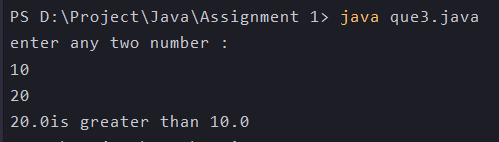 PS D:\Project\Java\Assignment 1> java que3.java
enter any two number :
10
20
20.0is greater than 10.0